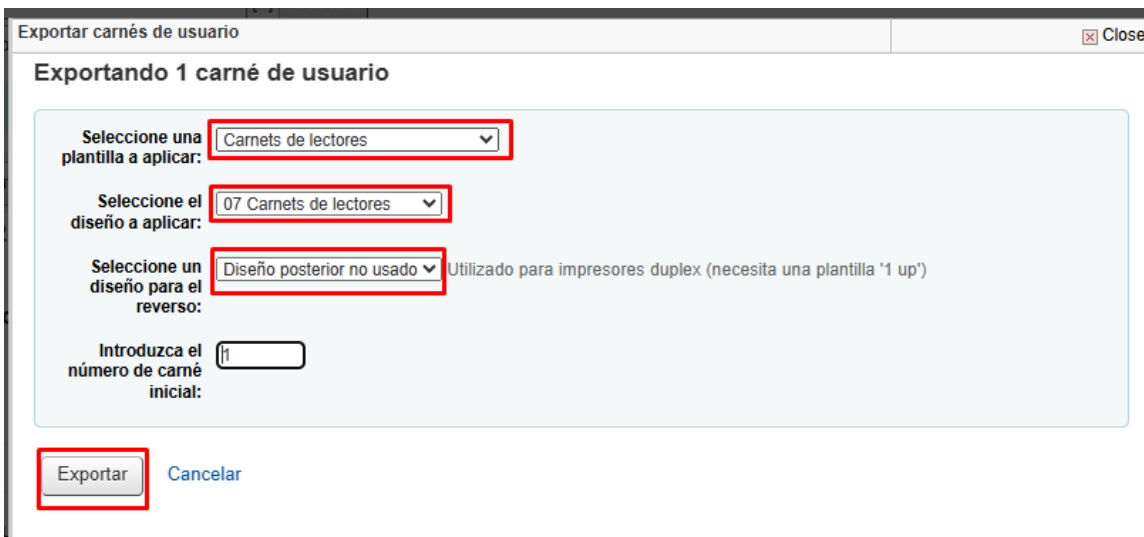 Exportar carnés de usuario
Close
Exportando 1 carné de usuario
Seleccione una
plantilla a aplicar:
Carnets de lectores
Seleccione el
diseño a aplicar:
07 Carnets de lectores
Seleccione un
diseño para el
reverso:
Diseño posterior no usado
Utilizado para impresores duplex (necesita una plantilla '1 up')
Introduzca el
número de carné
inicial:
1
Exportar
Cancelar